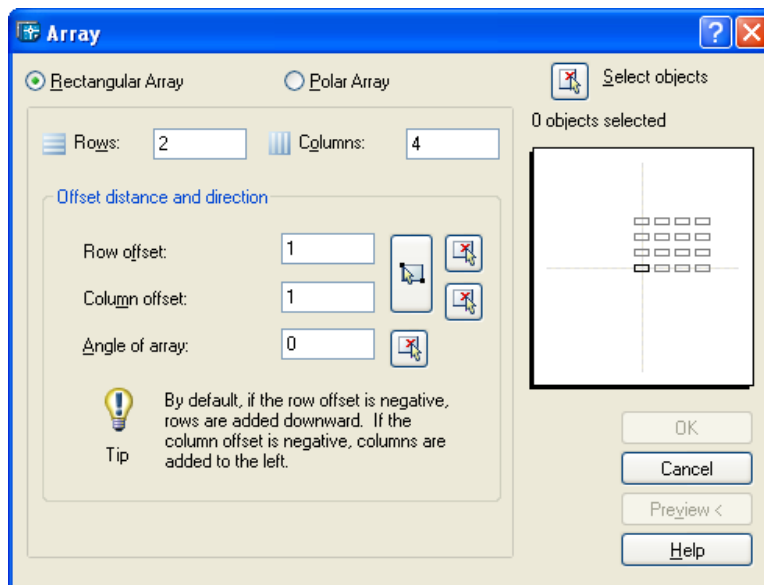 Array
Rectangular Array
Polar Array
Select objects
0 objects selected
Rows: 2
Columns: 4
Offset distance and direction
Row offset: 1
Column offset: 1
Angle of array: 0
Tip
By default, if the row offset is negative,
rows are added downward. If the
column offset is negative, columns are
added to the left.
OK
Cancel
Preview <
Help